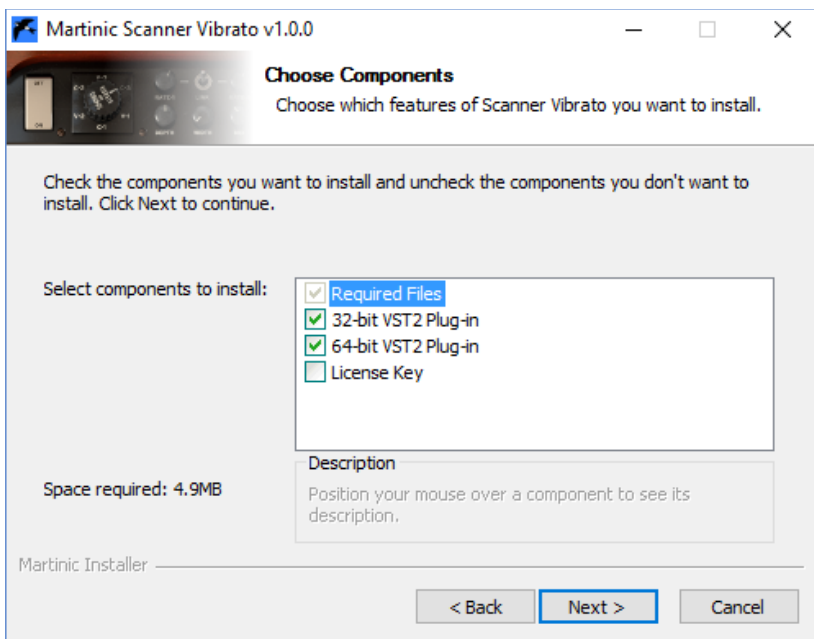 Martinic Scanner Vibrato v1.0.0
Choose Components
Choose which features of Scanner Vibrato you want to install.
Check the components you want to install and uncheck the components you don't want to
install. Click Next to continue.
Select components to install:
Required Files
32-bit VST2 Plug-in
64-bit VST2 Plug-in
License Key
Space required: 4.9MB
Description
Position your mouse over a component to see its
description.
Martinic Installer
< Back
Next >
Cancel